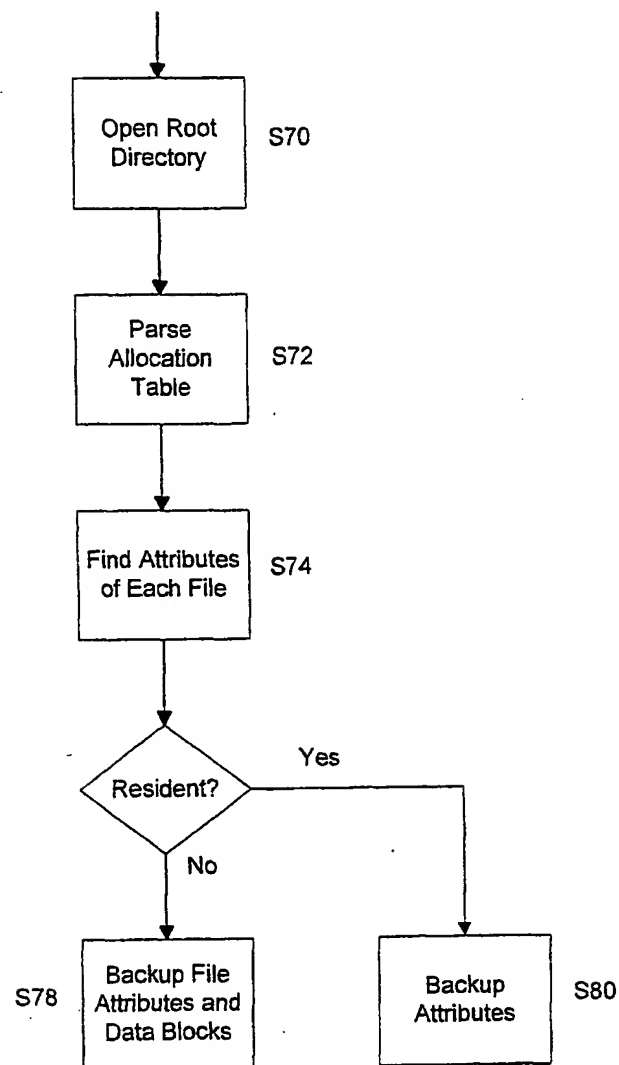 Open Root
Directory
S70
Parse
Allocation
Table
S72
Find Attributes
of Each File
S74
Resident?
Yes
No
S78
Backup File
Attributes and
Data Blocks
Backup
Attributes
S80